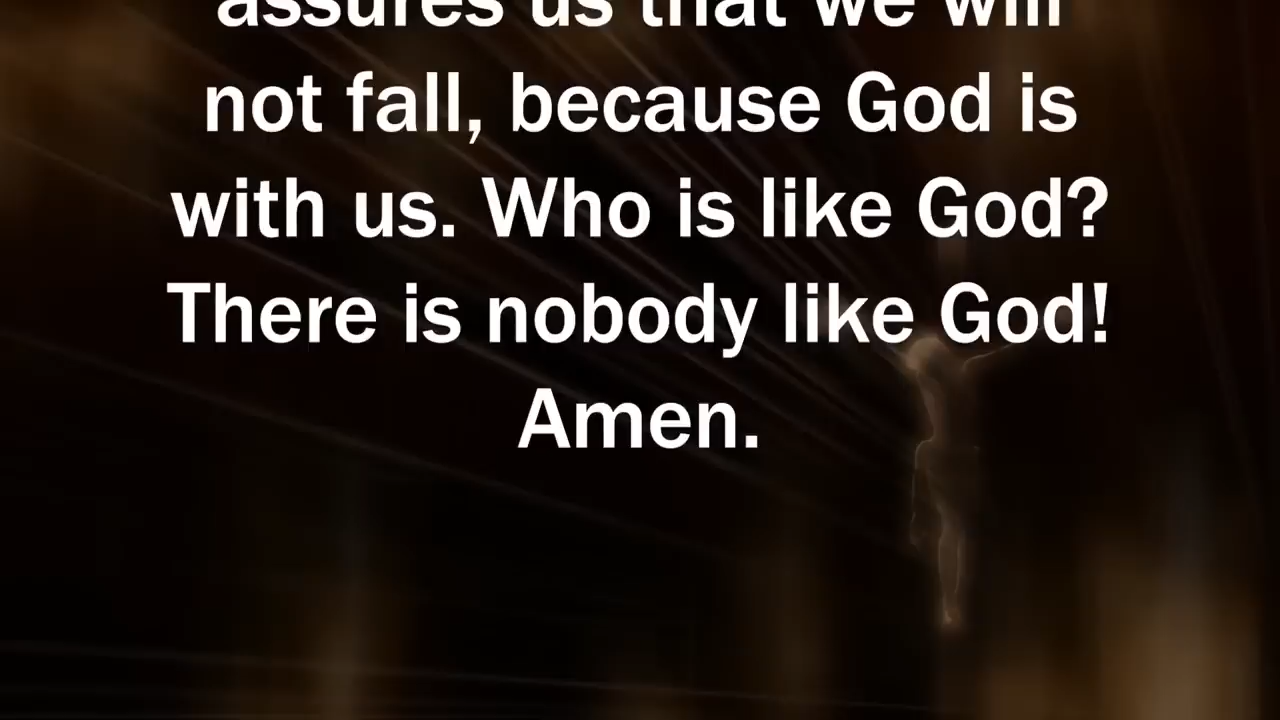 assures us that we will
not fall, because God is
with us. Who is like God?
There is nobody like God!
Amen.